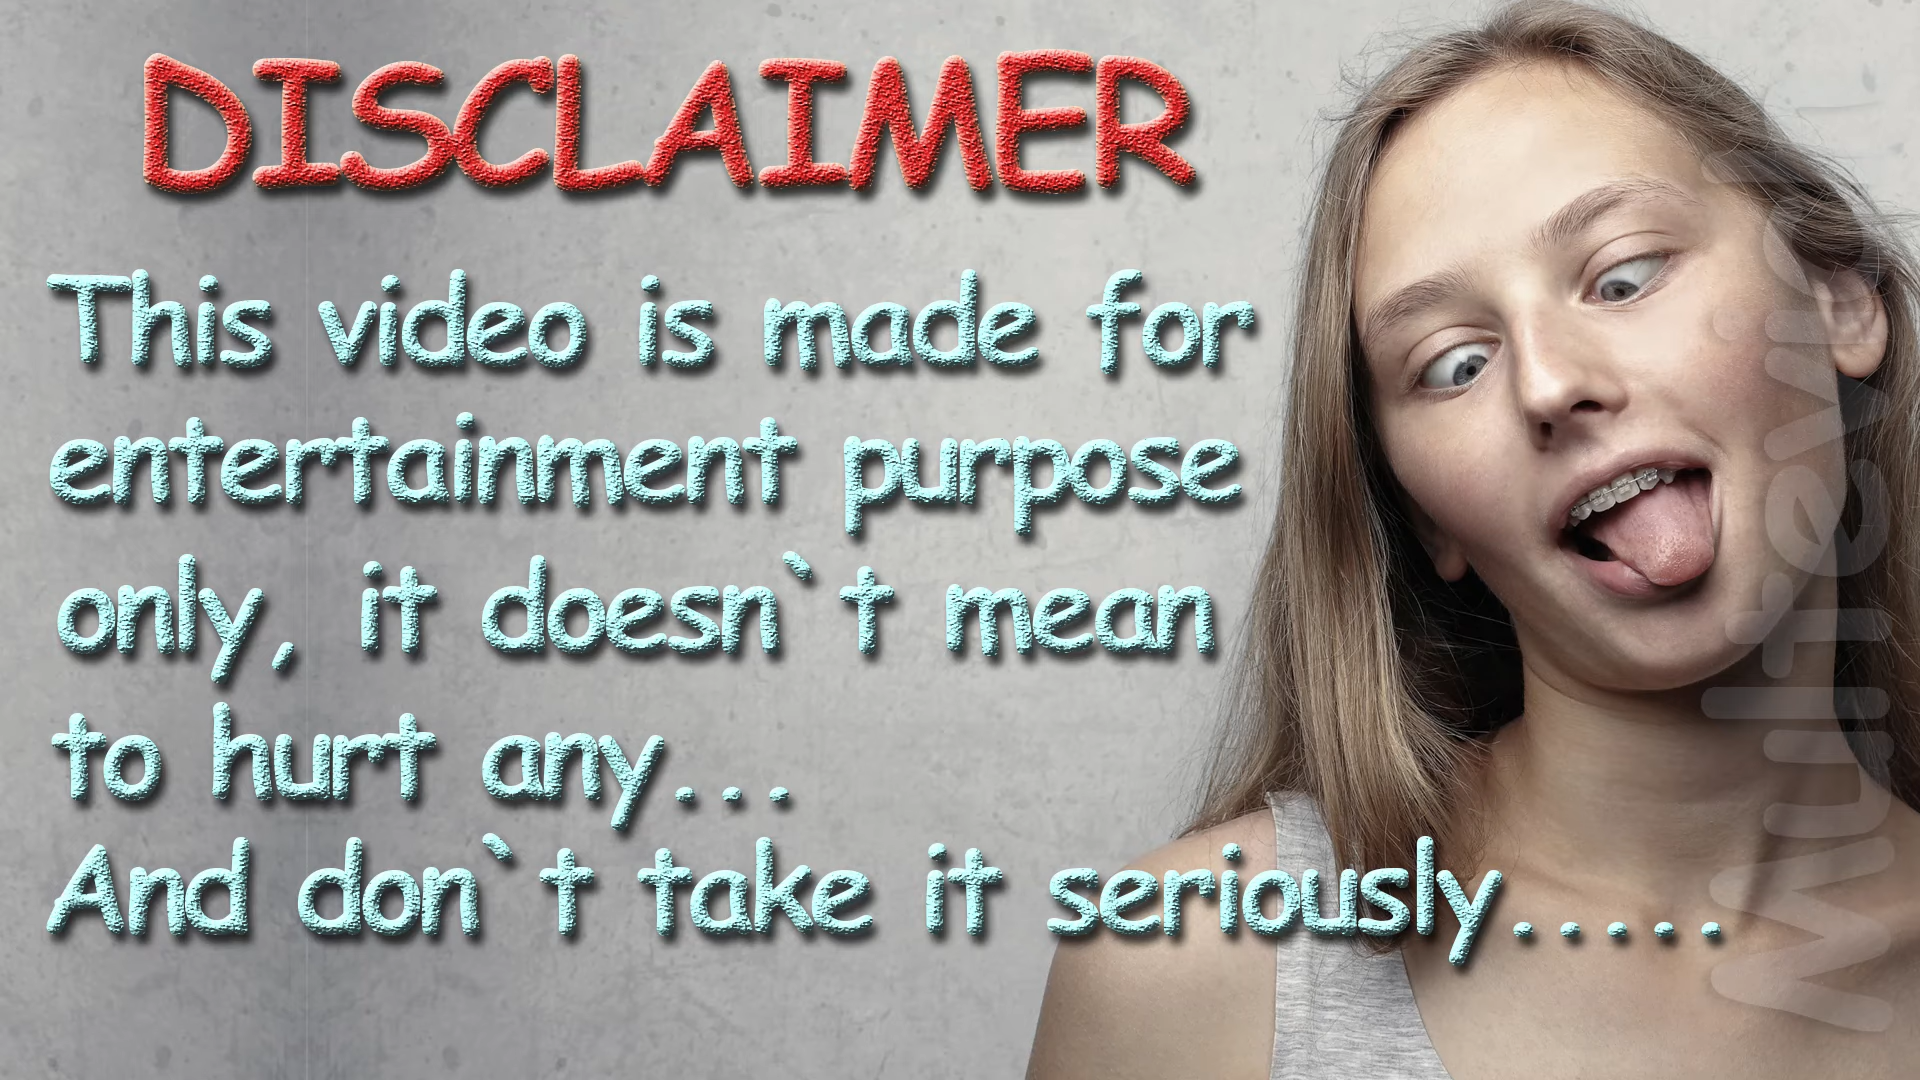 DISCLAIMER
This video is made for
entertainment purpose
only, it doesn`t mean
to hurt any...
And don`t take it seriously.....